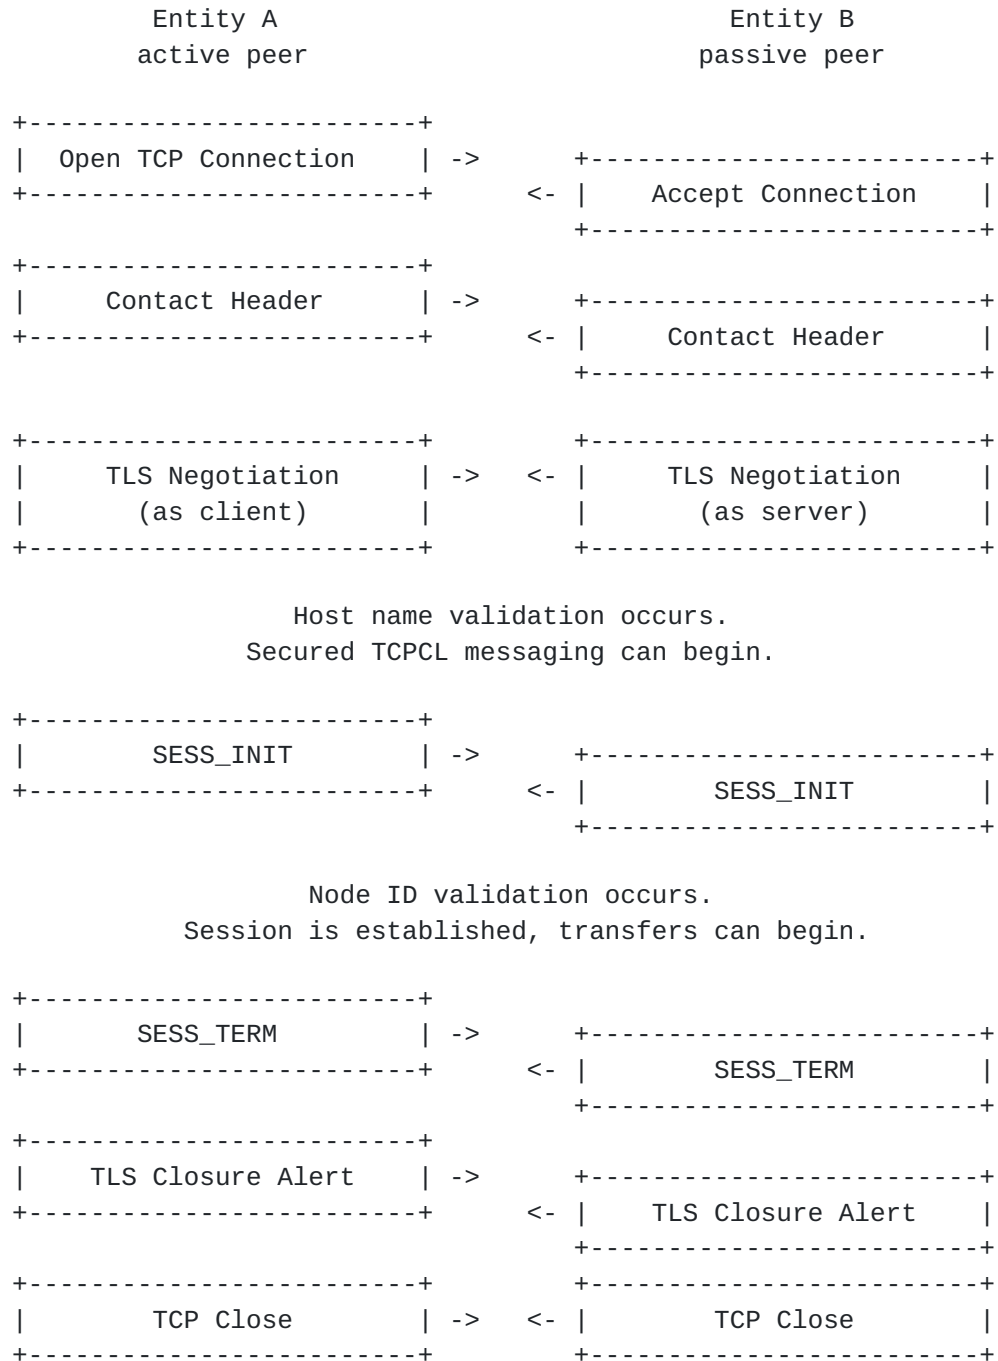 Entity A                             Entity B
        active peer                         passive peer

+-------------------------+
|  Open TCP Connection    | ->      +-------------------------+
+-------------------------+      <- |    Accept Connection    |
                                    +-------------------------+
+-------------------------+
|     Contact Header      | ->      +-------------------------+
+-------------------------+      <- |     Contact Header      |
                                    +-------------------------+

+-------------------------+         +-------------------------+
|     TLS Negotiation     | ->   <- |     TLS Negotiation     |
|       (as client)       |         |       (as server)       |
+-------------------------+         +-------------------------+

                  Host name validation occurs.
               Secured TCPCL messaging can begin.

+-------------------------+
|        SESS_INIT        | ->      +-------------------------+
+-------------------------+      <- |        SESS_INIT        |
                                    +-------------------------+

                   Node ID validation occurs.
           Session is established, transfers can begin.

+-------------------------+
|       SESS_TERM         | ->      +-------------------------+
+-------------------------+      <- |        SESS_TERM        |
                                    +-------------------------+
+-------------------------+
|    TLS Closure Alert    | ->      +-------------------------+
+-------------------------+      <- |    TLS Closure Alert    |
                                    +-------------------------+
+-------------------------+         +-------------------------+
|        TCP Close        | ->   <- |        TCP Close        |
+-------------------------+         +-------------------------+